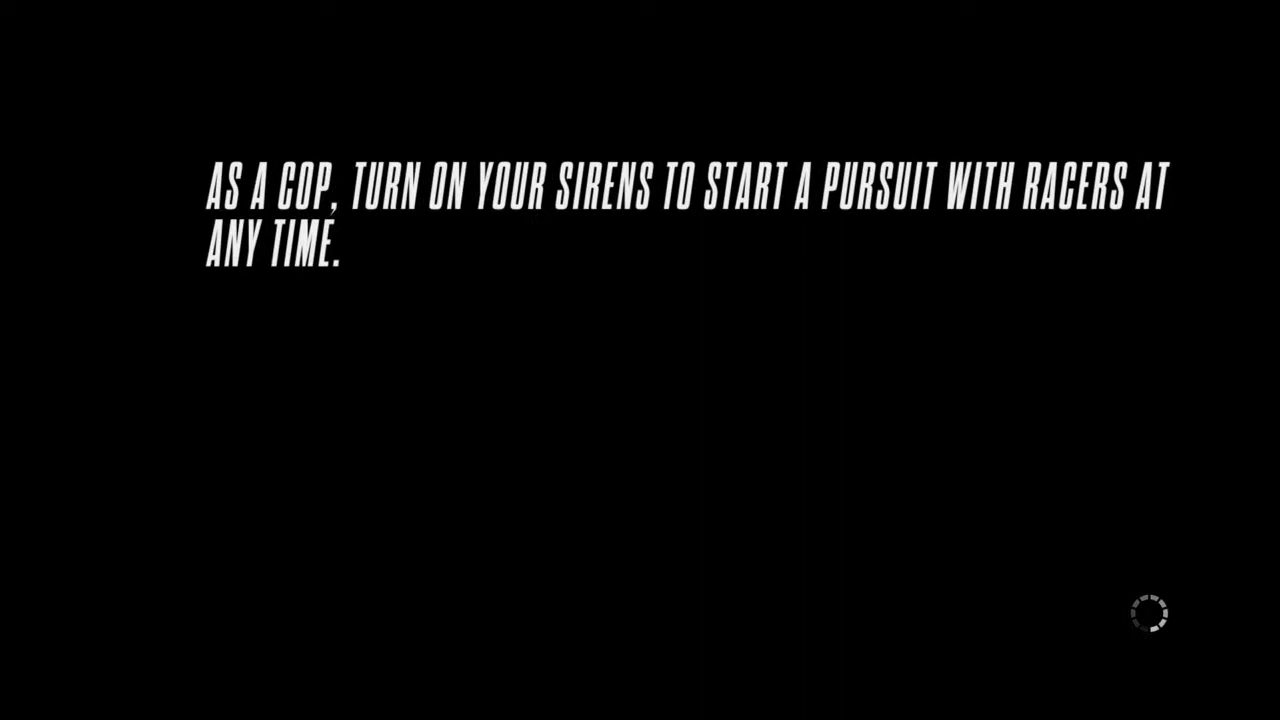 AS A COP, TURN ON YOUR SIRENS TO START A PURSUIT WITH RACERS AT
ANY TIME.